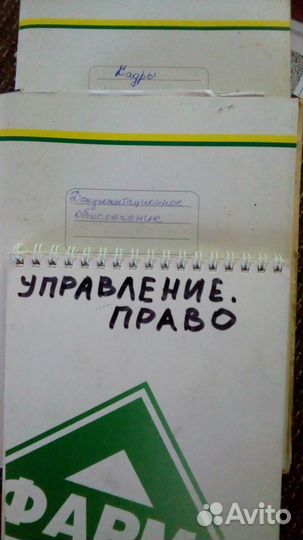 Кадры
Документационное
обеспечение
УПРАВЛЕНИЕ.
ПРАВО
ФАРМ
Avito